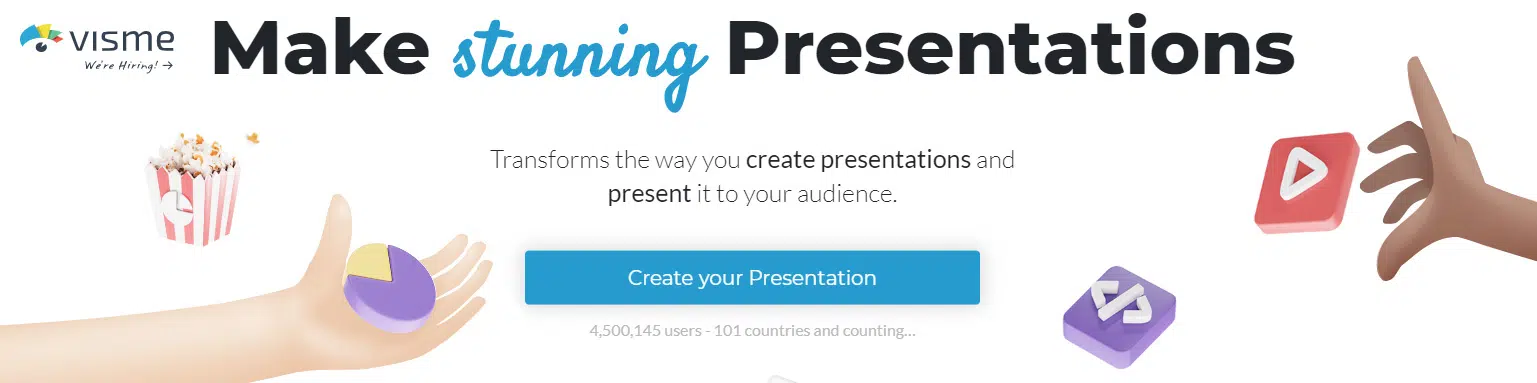 visme
We're Hiring! →
Make stunning Presentations
Transforms the way you create presentations and
present it to your audience.
Create your Presentation
4,500,145 users - 101 countries and counting...